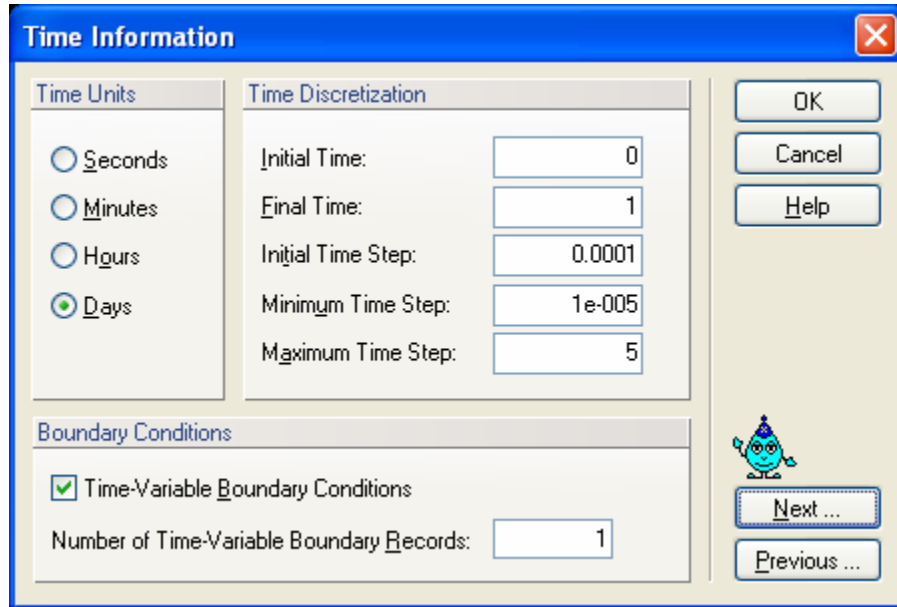 Time Information
Time Units
Seconds
Minutes
Hours
Days
Time Discretization
Initial Time: 0
Final Time: 1
Initial Time Step: 0.0001
Minimum Time Step: 1e-005
Maximum Time Step: 5
Boundary Conditions
Time-Variable Boundary Conditions
Number of Time-Variable Boundary Records: 1
OK
Cancel
Help
Next ...
Previous ...